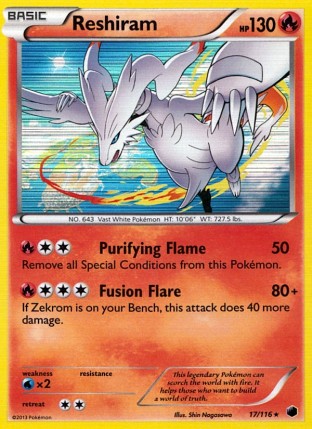 BASIC
Reshiram HP130
NO. 643 Vast White Pokémon HT: 10'06" WT: 727.5 lbs.
Purifying Flame 50
Remove all Special Conditions from this Pokémon.
Fusion Flare 80+
If Zekrom is on your Bench, this attack does 40 more
damage.
weakness resistance
×2
retreat
This legendary Pokémon can
scorch the world with fire. It
helps those who want to build
a world of truth.
©2013 Pokémon Illus. Shin Nagasawa 17/116 ★